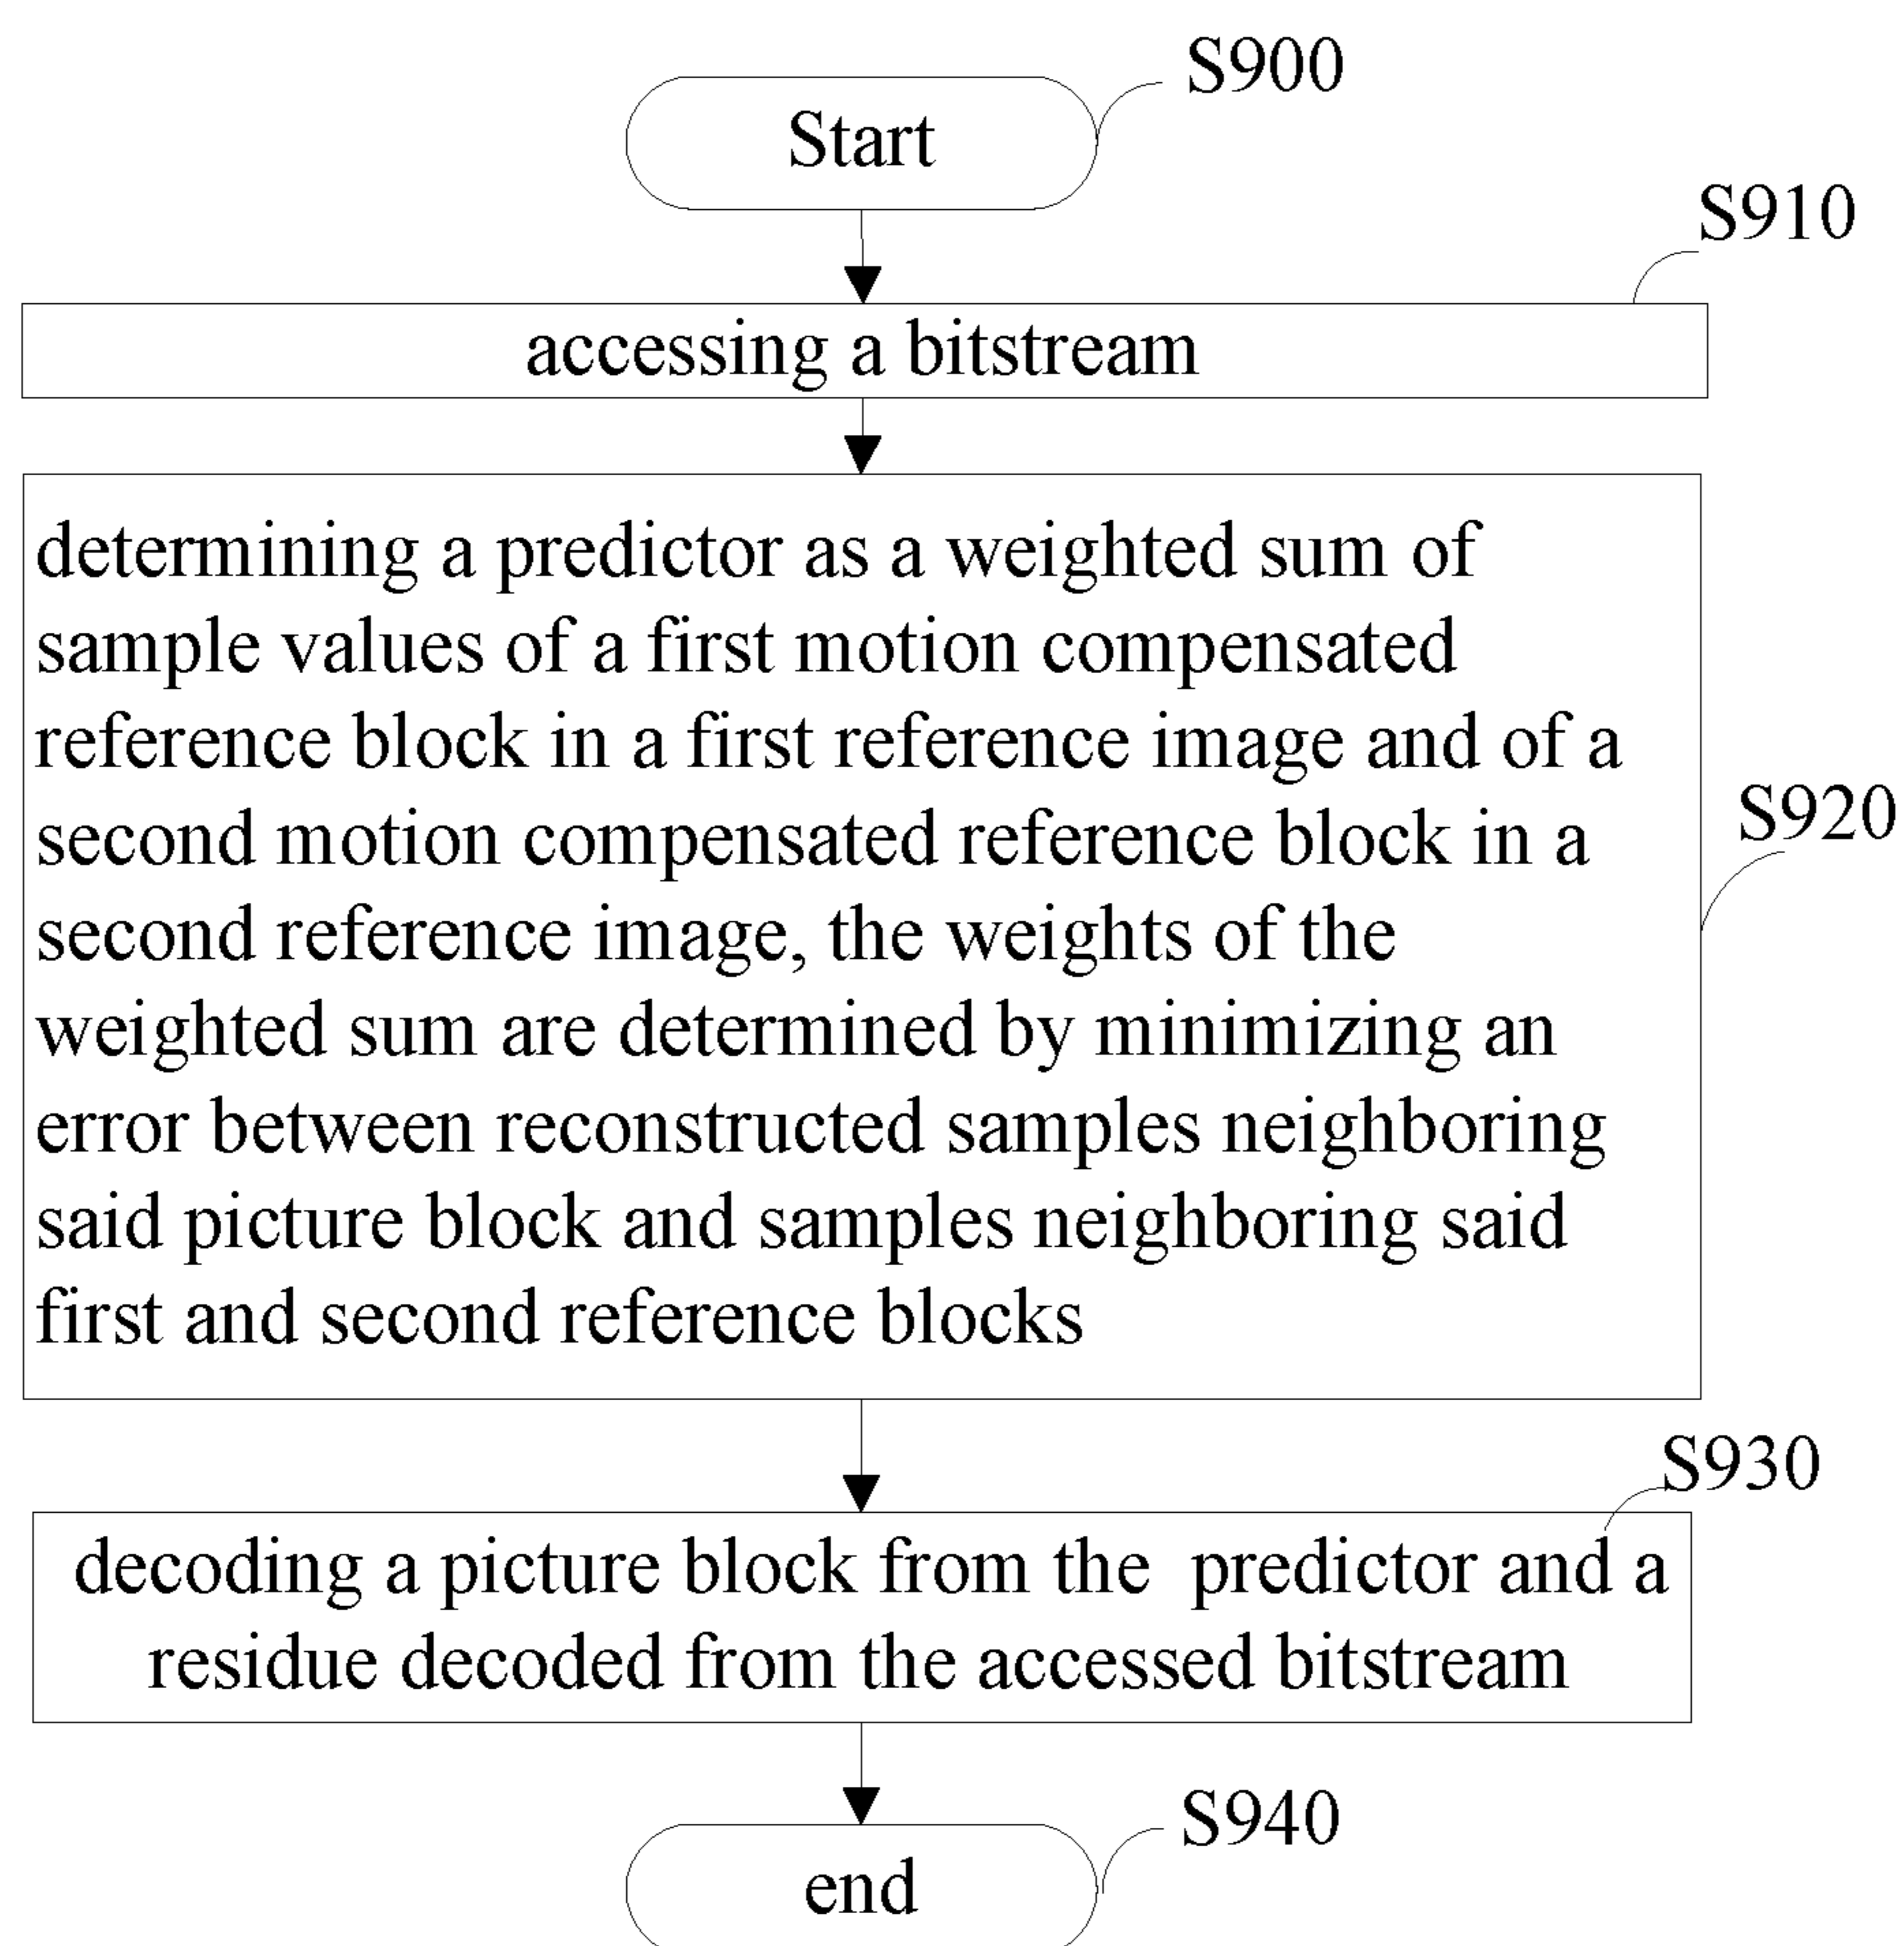 S900
Start
S910
accessing a bitstream
determining a predictor as a weighted sum of
sample values of a first motion compensated
reference block in a first reference image and of a
second motion compensated reference block in a
second reference image, the weights of the
weighted sum are determined by minimizing an
error between reconstructed samples neighboring
said picture block and samples neighboring said
first and second reference blocks
S920
S930
decoding a picture block from the predictor and a
residue decoded from the accessed bitstream
S940
end